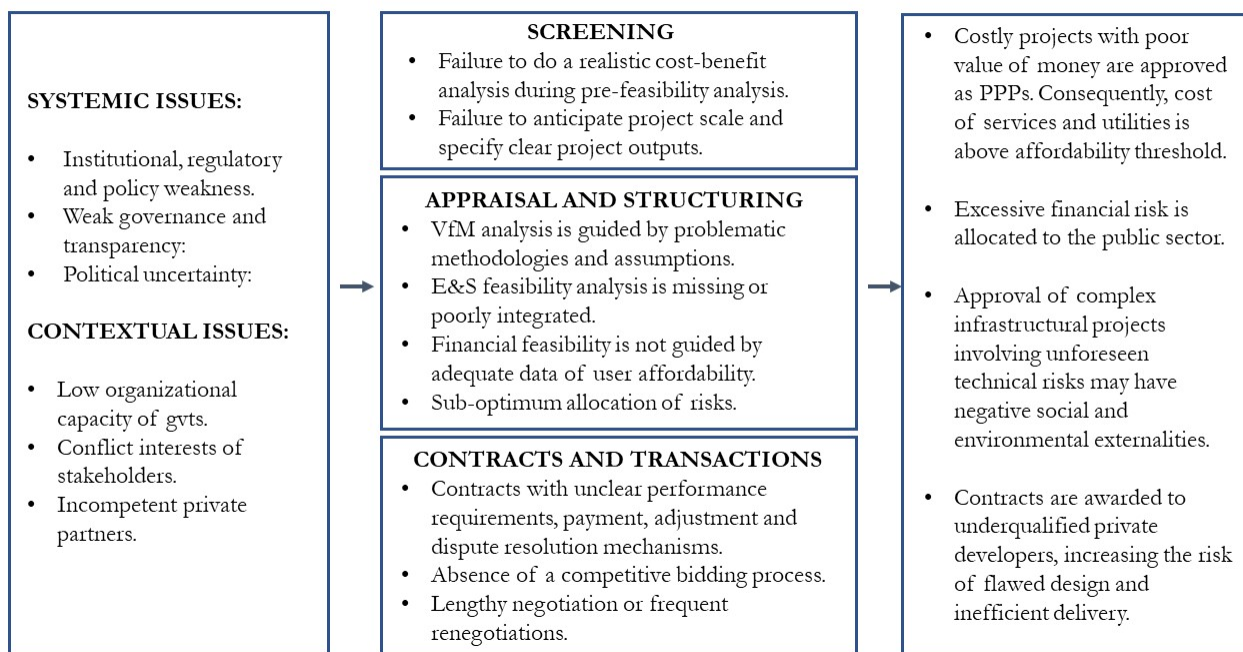 SYSTEMIC ISSUES:
• Institutional, regulatory
and policy weakness.
• Weak governance and
transparency:
• Political uncertainty:
CONTEXTUAL ISSUES:
• Low organizational
capacity of gvts.
• Conflict interests of
stakeholders.
• Incompetent private
partners.
SCREENING
• Failure to do a realistic cost-benefit
analysis during pre-feasibility analysis.
• Failure to anticipate project scale and
specify clear project outputs.
APPRAISAL AND STRUCTURING
• VfM analysis is guided by problematic
methodologies and assumptions.
• E&S feasibility analysis is missing or
poorly integrated.
• Financial feasibility is not guided by
adequate data of user affordability.
• Sub-optimum allocation of risks.
CONTRACTS AND TRANSACTIONS
• Contracts with unclear performance
requirements, payment, adjustment and
dispute resolution mechanisms.
• Absence of a competitive bidding process.
• Lengthy negotiation or frequent
renegotiations.
• Costly projects with poor
value of money are approved
as PPPs. Consequently, cost
of services and utilities is
above affordability threshold.
• Excessive financial risk is
allocated to the public sector.
• Approval of complex
infrastructural projects
involving unforeseen
technical risks may have
negative social and
environmental externalities.
• Contracts are awarded to
underqualified private
developers, increasing the risk
of flawed design and
inefficient delivery.